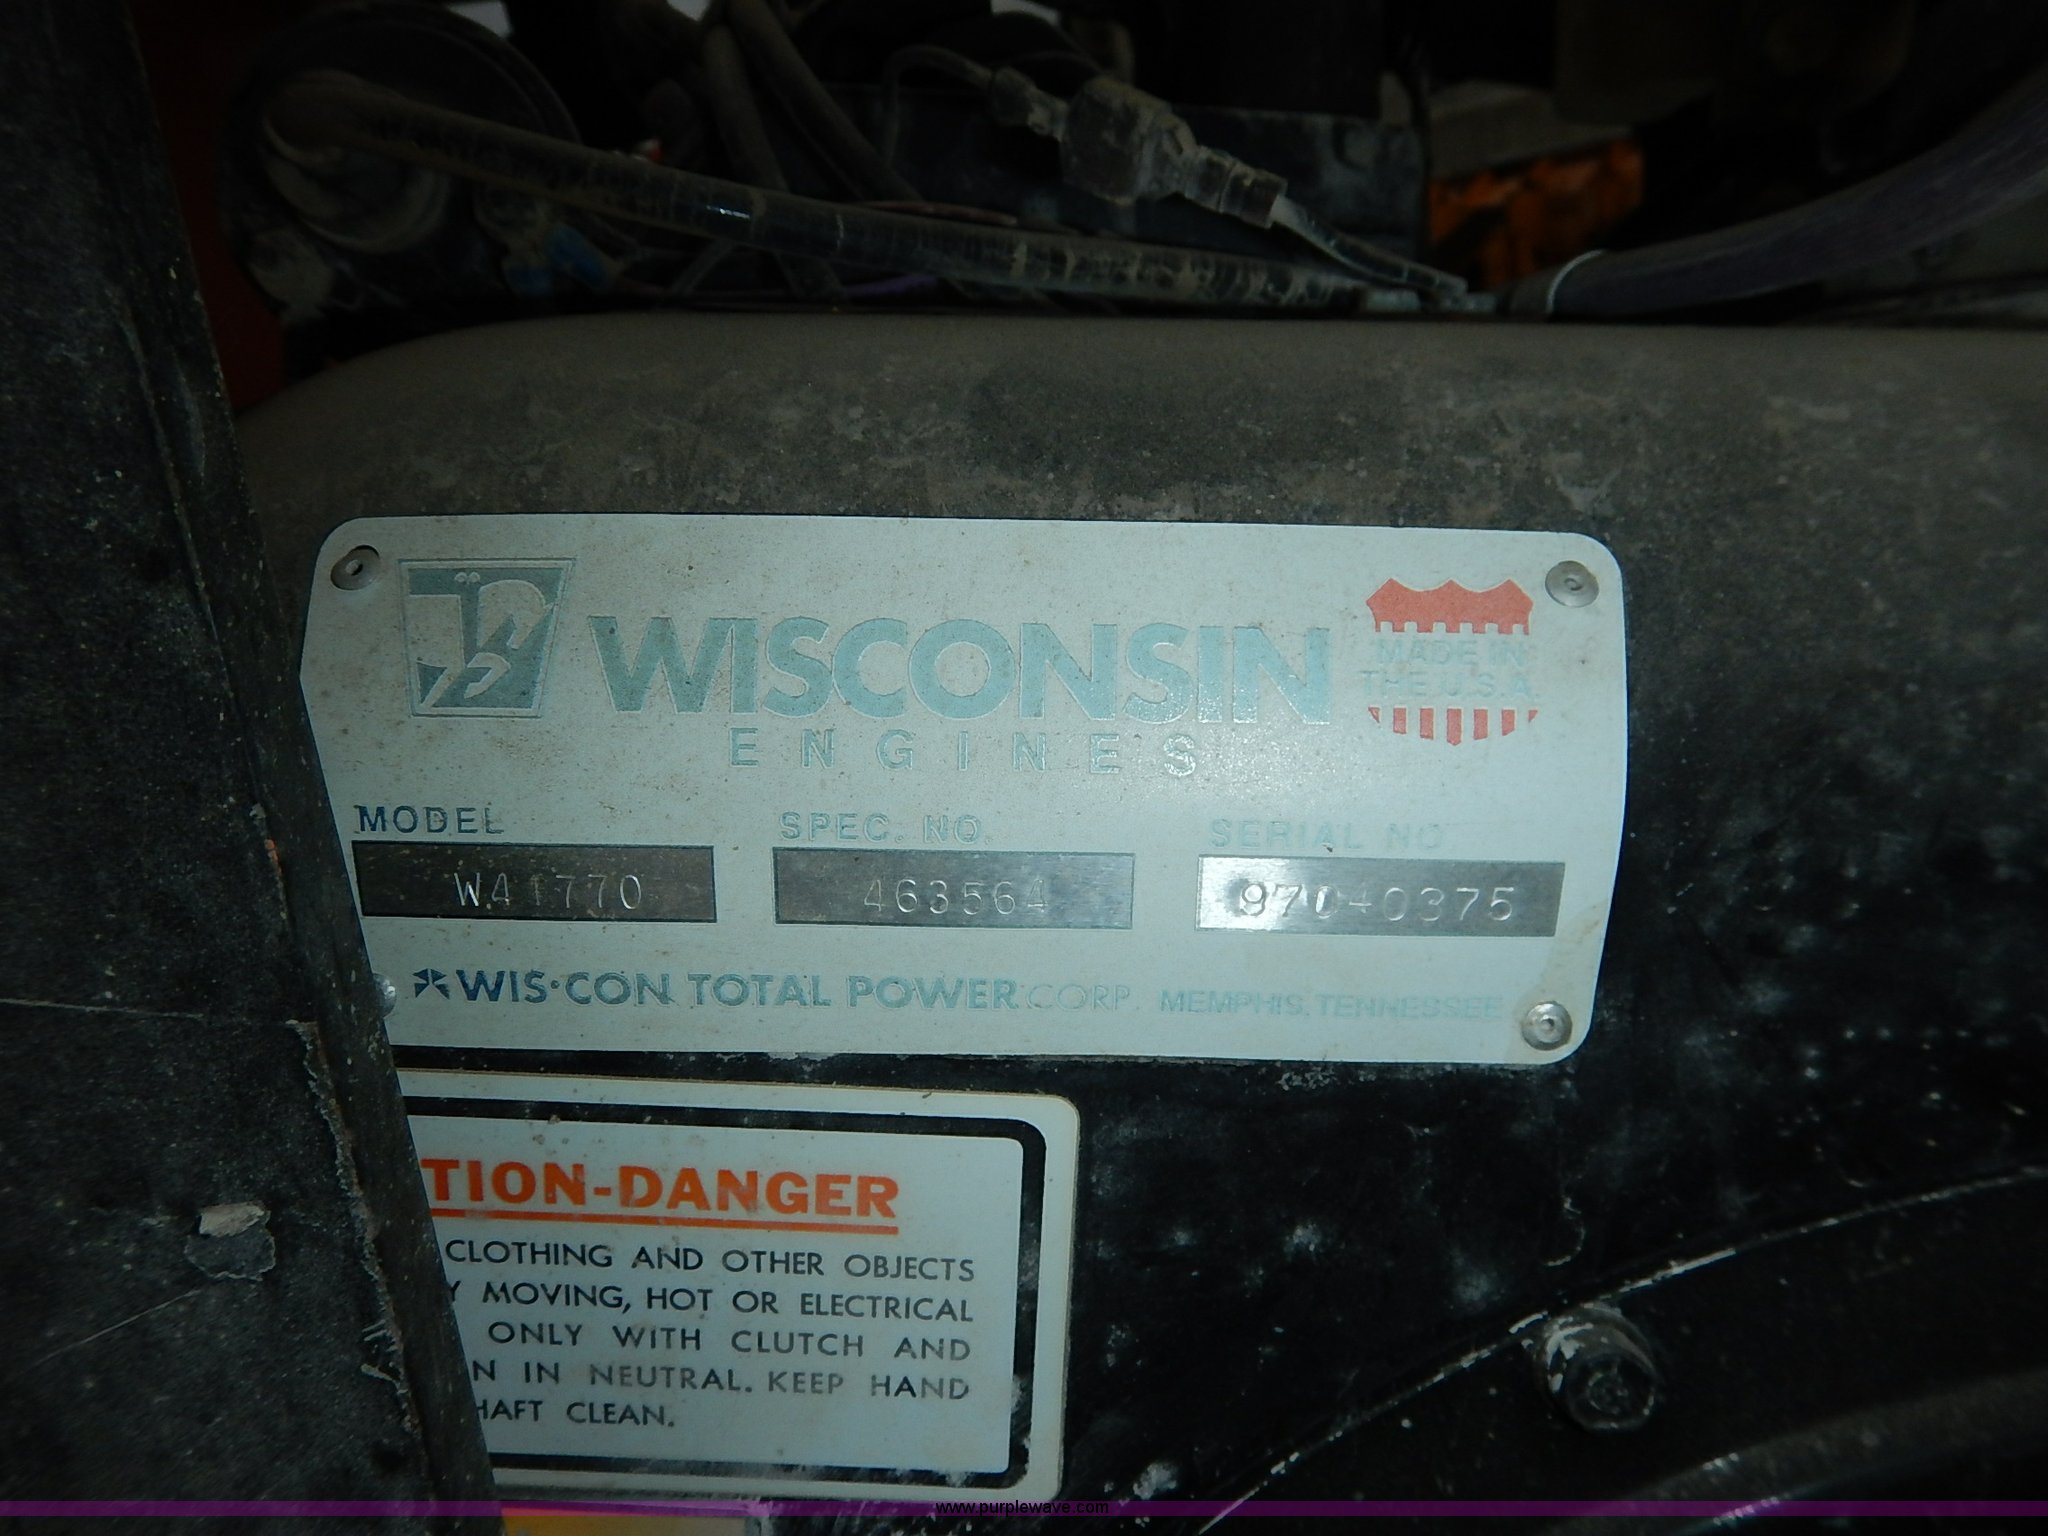 WISCONSIN
ENGINES
MADE IN
THE U.S.A.
MODEL SPEC. NO. SERIAL NO
W41770 463564 97040375
WIS·CON TOTAL POWER CORP. MEMPHIS, TENNESSEE
TION-DANGER
CLOTHING AND OTHER OBJECTS
Y MOVING, HOT OR ELECTRICAL
ONLY WITH CLUTCH AND
N IN NEUTRAL. KEEP HAND
HAFT CLEAN.
www.purplewave.com